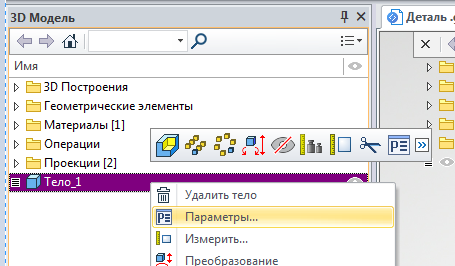 3D Модель
Деталь .g
Имя
3D Построения
Геометрические элементы
Материалы [1]
Операции
Проекции [2]
Тело_1
Удалить тело
Параметры...
Измерить...
Преобразование